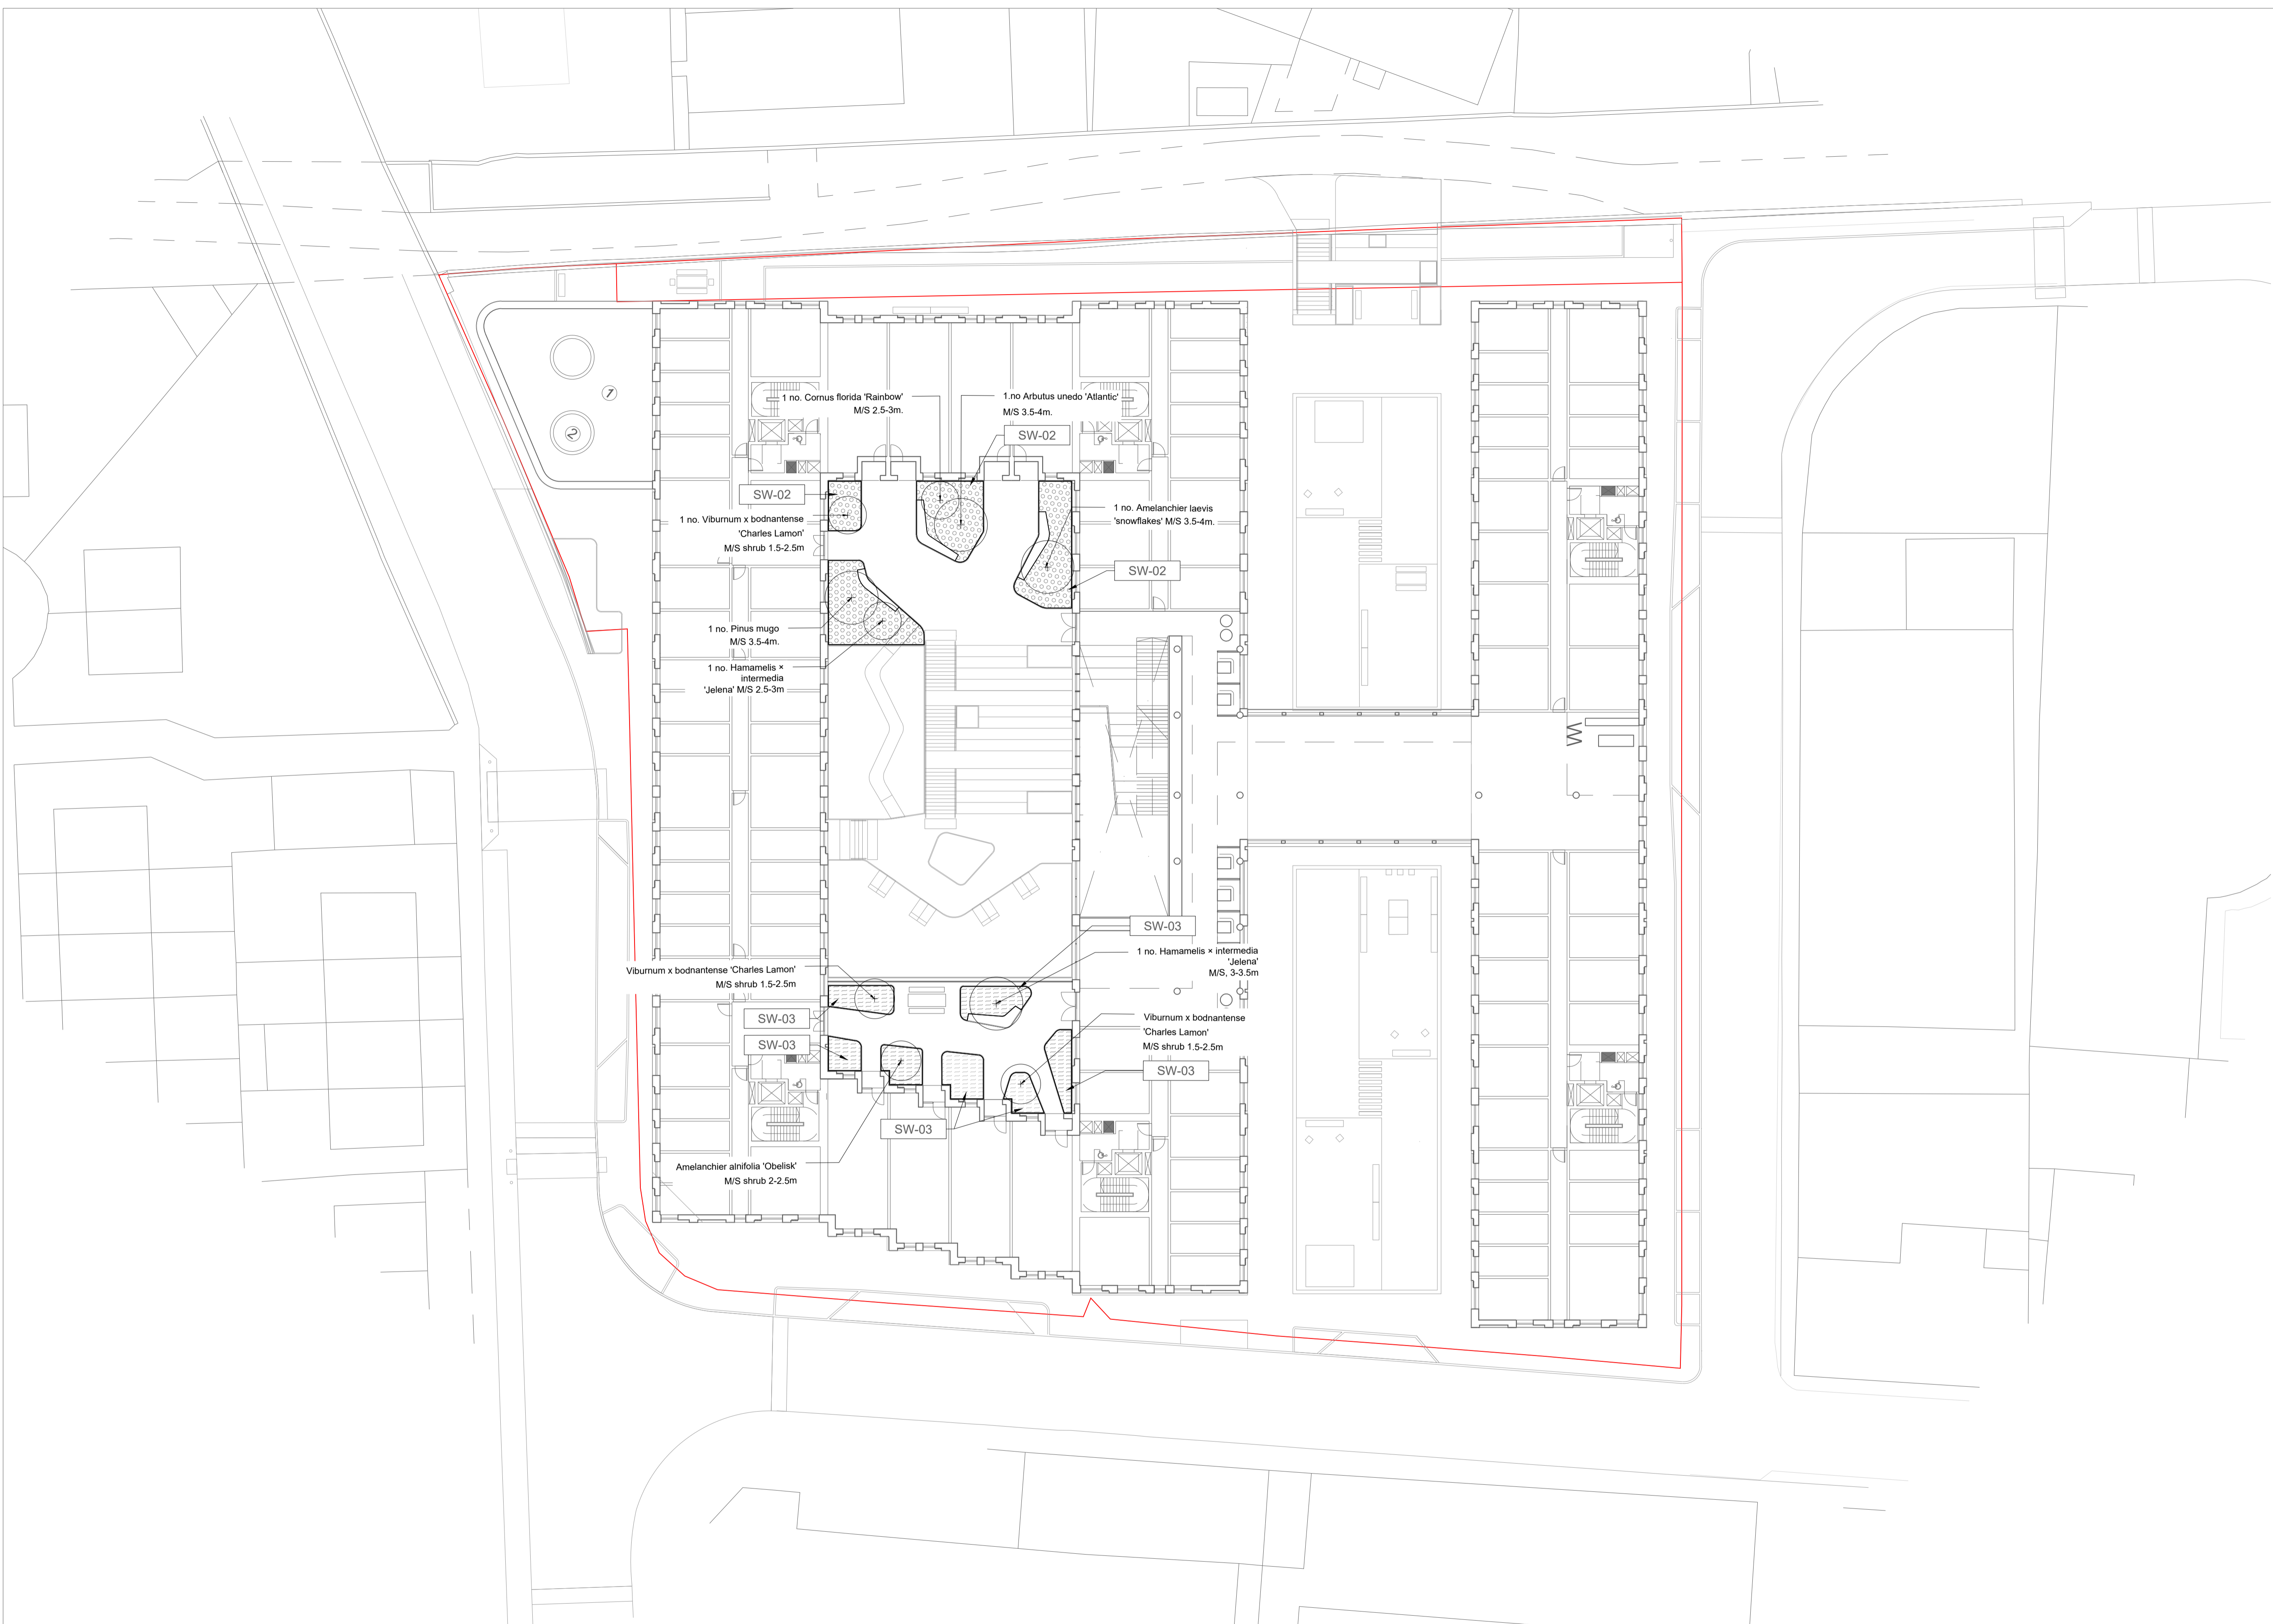 1
2
1 no. Cornus florida 'Rainbow'
M/S 2.5-3m.
1.no Arbutus unedo 'Atlantic'
M/S 3.5-4m.
SW-02
SW-02
1 no. Viburnum x bodnantense
'Charles Lamon'
M/S shrub 1.5-2.5m
1 no. Amelanchier laevis
'snowflakes' M/S 3.5-4m.
SW-02
1 no. Pinus mugo
M/S 3.5-4m.
1 no. Hamamelis ×
intermedia
'Jelena' M/S 2.5-3m
SW-03
1 no. Hamamelis × intermedia
'Jelena'
M/S, 3-3.5m
Viburnum x bodnantense 'Charles Lamon'
M/S shrub 1.5-2.5m
SW-03
SW-03
Viburnum x bodnantense
'Charles Lamon'
M/S shrub 1.5-2.5m
SW-03
SW-03
Amelanchier alnifolia 'Obelisk'
M/S shrub 2-2.5m